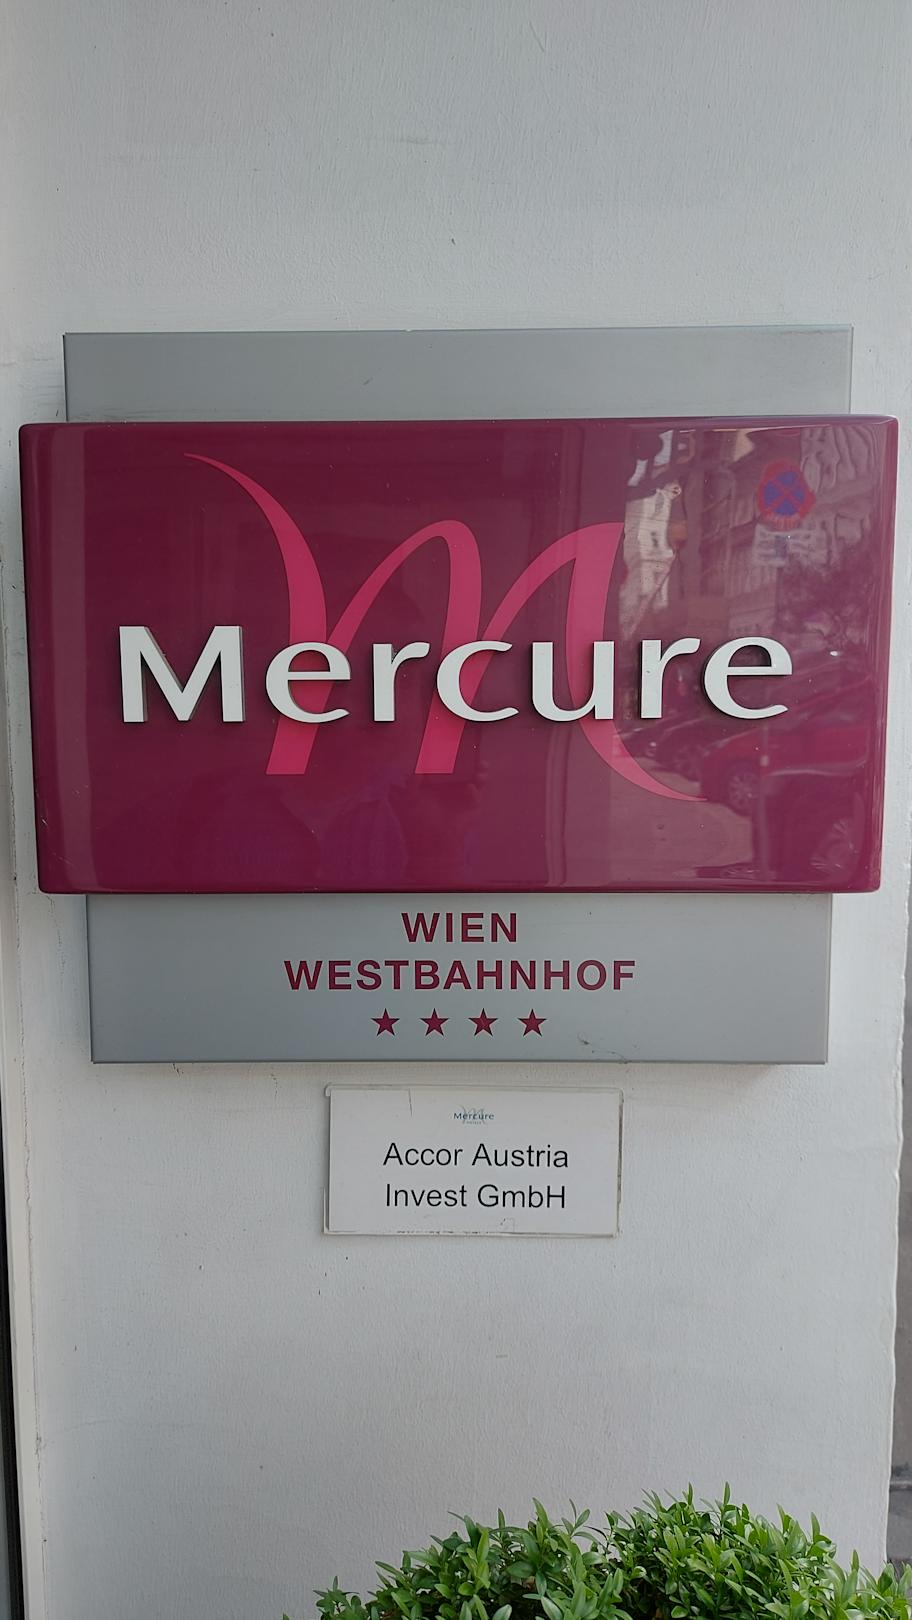 Mercure
WIEN
WESTBAHNHOF
Mercure
Accor Austria
Invest GmbH